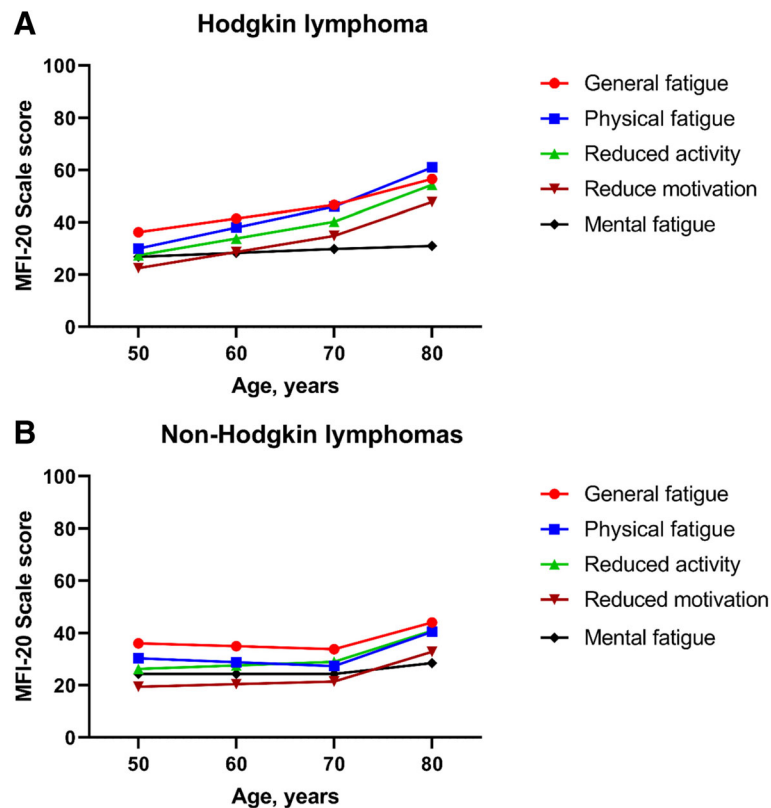 A
Hodgkin lymphoma
MFI-20 Scale score
100
80
60
40
20
0
50 60 70 80
Age, years
General fatigue
Physical fatigue
Reduced activity
Reduce motivation
Mental fatigue
B
Non-Hodgkin lymphomas
MFI-20 Scale score
100
80
60
40
20
0
50 60 70 80
Age, years
General fatigue
Physical fatigue
Reduced activity
Reduced motivation
Mental fatigue